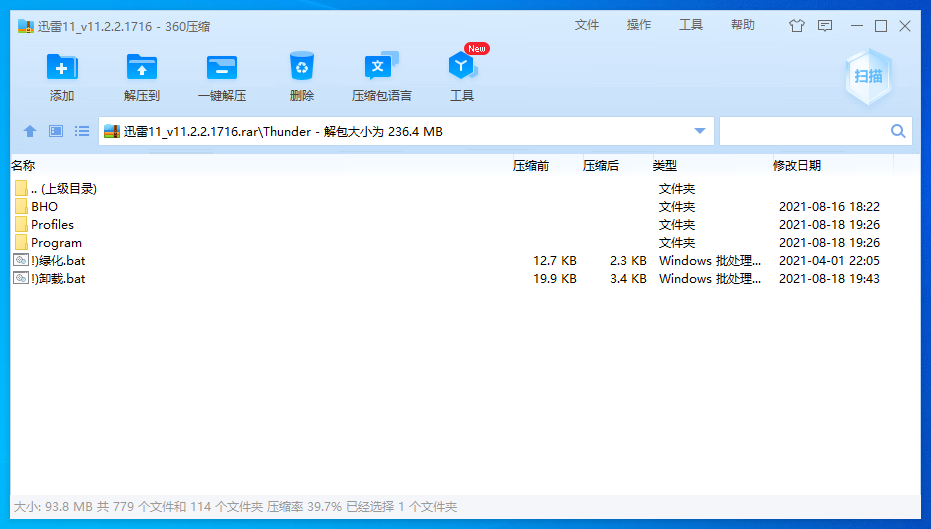 迅雷11_v11.2.2.1716 - 360压缩 文件 操作 工具 帮助
New
添加 解压到 一键解压 删除 压缩包语言 工具 扫描
迅雷11_v11.2.2.1716.rar\Thunder - 解包大小为 236.4 MB
名称 压缩前 压缩后 类型 修改日期
.. (上级目录) 文件夹
BHO 文件夹 2021-08-16 18:22
Profiles 文件夹 2021-08-18 19:26
Program 文件夹 2021-08-18 19:26
!)绿化.bat 12.7 KB 2.3 KB Windows 批处理... 2021-04-01 22:05
!)卸载.bat 19.9 KB 3.4 KB Windows 批处理... 2021-08-18 19:43
大小: 93.8 MB 共 779 个文件和 114 个文件夹 压缩率 39.7% 已经选择 1 个文件夹